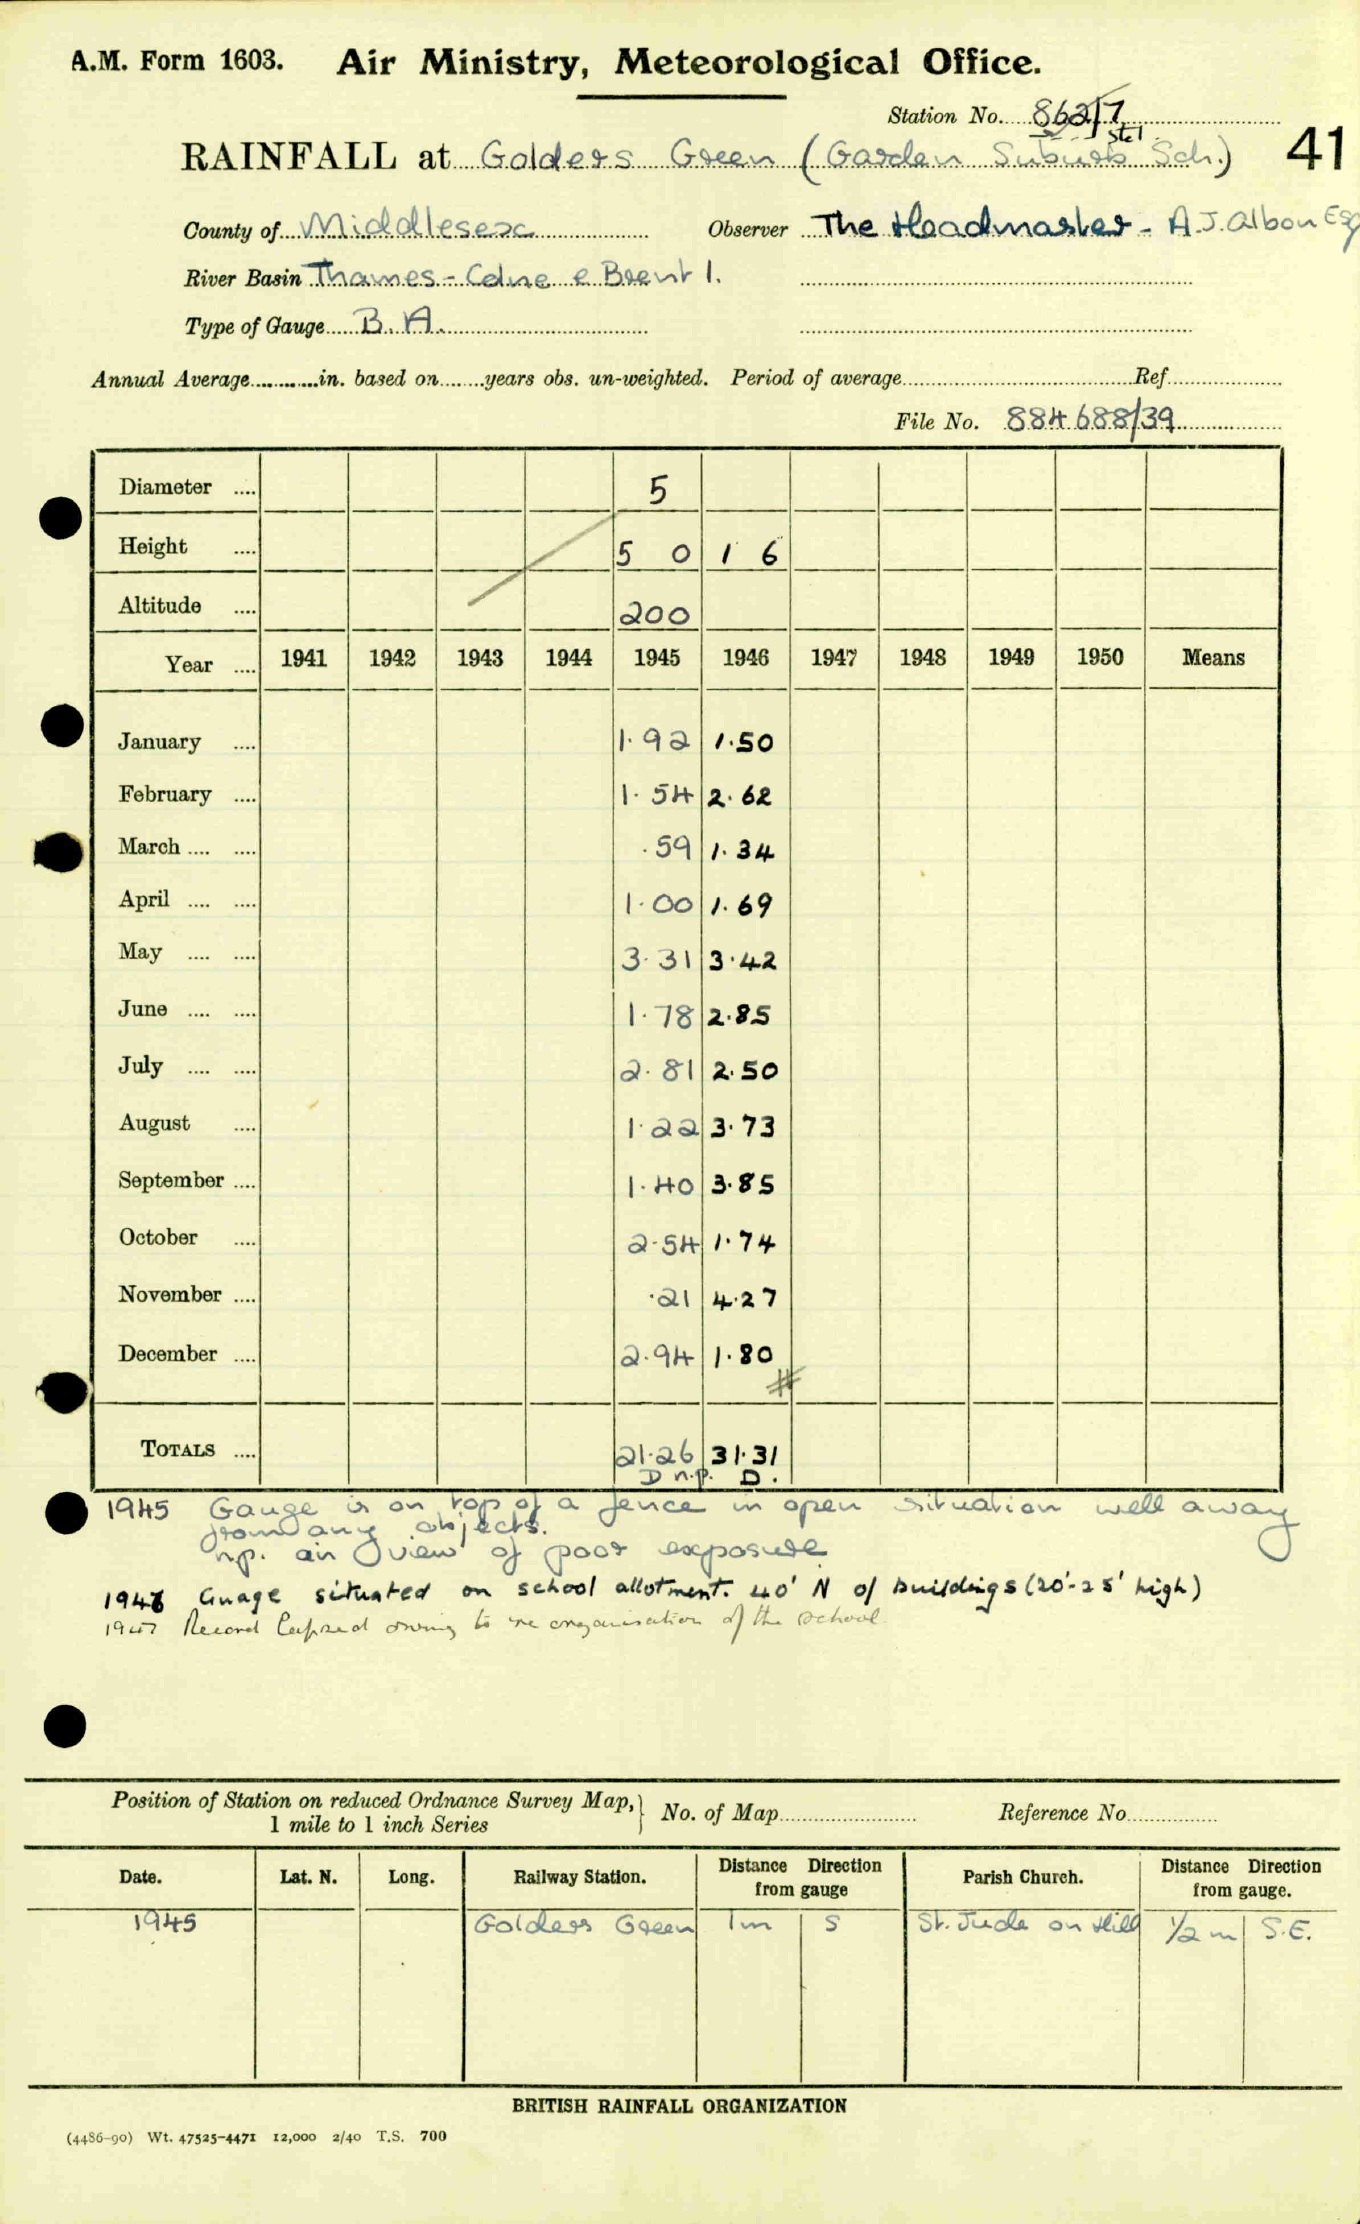 A.M. Form 1603. Air Ministry, Meteorological Office.
Station No. 862/7
RAINFALL at Golders Green (Garden Suburb Stel Sch.) 41
County of Middlesex Observer The Headmaster - A.J. Albon Esq
River Basin Thames - Colne & Brent 1.
Type of Gauge B.A.
Annual Average............in. based on........years obs. un-weighted. Period of average........Ref........
File No. 884688/39
Diameter .... 5
Height .... 5 0 1 6
Altitude .... 200
Year .... 1941 1942 1943 1944 1945 1946 1947 1948 1949 1950 Means
January .... 1.92 1.50
February .... 1.54 2.62
March .... .... .59 1.34
April .... .... 1.00 1.69
May .... .... 3.31 3.42
June .... .... 1.78 2.85
July .... .... 2.81 2.50
August .... 1.22 3.73
September .... 1.40 3.85
October .... 2.54 1.74
November .... .21 4.27
December .... 2.94 1.80
TOTALS .... 21.26 31.31
D n.p. D.
1945 Gauge is on top of a fence in open situation well away
from any objects.
n.p. in view of poor exposure
1946 Guage situated on school allotment. 40' N of buildings (20'-25' high)
1947 Record lapsed owing to re organisation of the school
Position of Station on reduced Ordnance Survey Map,} No. of Map........ Reference No........
1 mile to 1 inch Series
Date. Lat. N. Long. Railway Station. Distance Direction from gauge Parish Church. Distance Direction from gauge.
1945 Golders Green 1m S St. Jude on Hill 1/2 m S.E.
BRITISH RAINFALL ORGANIZATION
(4486-90) Wt. 47525-4471 12,000 2/40 T.S. 700